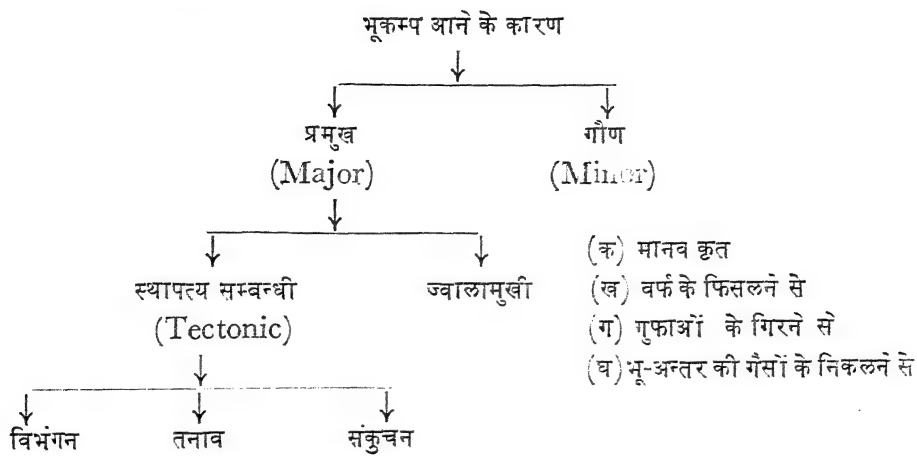 भूकम्प आने के कारण
प्रमुख
(Major)
गौण
(Minor)
स्थापत्य सम्बन्धी
(Tectonic)
ज्वालामुखी
(क) मानव कृत
(ख) वर्फ के फिसलने से
(ग) गुफाओं के गिरने से
(घ) भू-अन्तर की गैसों के निकलने से
विभंगन
तनाव
संकुचन